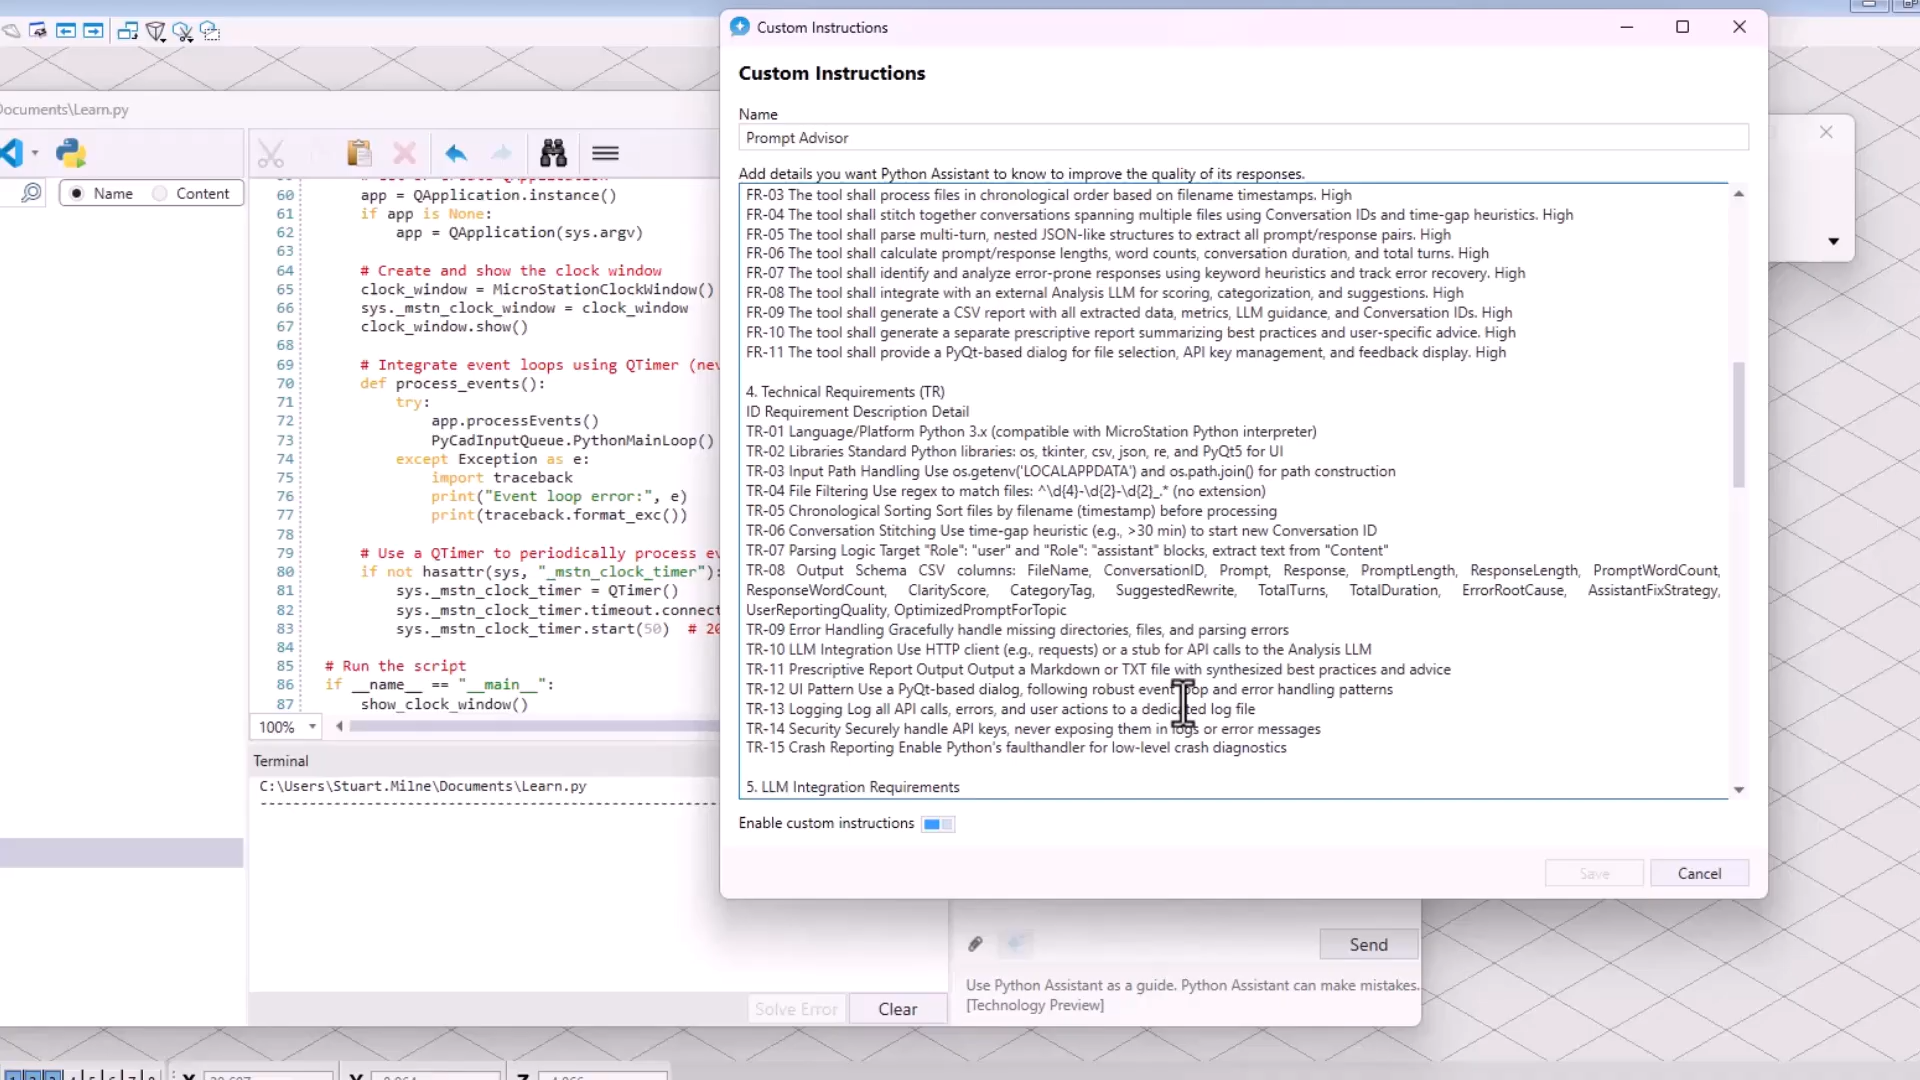 Documents\Learn.py
Name
Content
60 app = QApplication.instance()
61 if app is None:
62 app = QApplication(sys.argv)
63
64 # Create and show the clock window
65 clock_window = MicroStationClockWindow()
66 sys._mstn_clock_window = clock_window
67 clock_window.show()
68
69 # Integrate event loops using QTimer (nev
70 def process_events():
71 try:
72 app.processEvents()
73 PyCadInputQueue.PythonMainLoop()
74 except Exception as e:
75 import traceback
76 print("Event loop error:", e)
77 print(traceback.format_exc())
78
79 # Use a QTimer to periodically process ev
80 if not hasattr(sys, "_mstn_clock_timer"):
81 sys._mstn_clock_timer = QTimer()
82 sys._mstn_clock_timer.timeout.connect
83 sys._mstn_clock_timer.start(50) # 20
84
85 # Run the script
86 if __name__ == "__main__":
87 show_clock_window()
100%
Terminal
C:\Users\Stuart.Milne\Documents\Learn.py
Solve Error
Clear
Custom Instructions
Custom Instructions
Name
Prompt Advisor
Add details you want Python Assistant to know to improve the quality of its responses.
FR-03 The tool shall process files in chronological order based on filename timestamps. High
FR-04 The tool shall stitch together conversations spanning multiple files using Conversation IDs and time-gap heuristics. High
FR-05 The tool shall parse multi-turn, nested JSON-like structures to extract all prompt/response pairs. High
FR-06 The tool shall calculate prompt/response lengths, word counts, conversation duration, and total turns. High
FR-07 The tool shall identify and analyze error-prone responses using keyword heuristics and track error recovery. High
FR-08 The tool shall integrate with an external Analysis LLM for scoring, categorization, and suggestions. High
FR-09 The tool shall generate a CSV report with all extracted data, metrics, LLM guidance, and Conversation IDs. High
FR-10 The tool shall generate a separate prescriptive report summarizing best practices and user-specific advice. High
FR-11 The tool shall provide a PyQt-based dialog for file selection, API key management, and feedback display. High
4. Technical Requirements (TR)
ID Requirement Description Detail
TR-01 Language/Platform Python 3.x (compatible with MicroStation Python interpreter)
TR-02 Libraries Standard Python libraries: os, tkinter, csv, json, re, and PyQt5 for UI
TR-03 Input Path Handling Use os.getenv('LOCALAPPDATA') and os.path.join() for path construction
TR-04 File Filtering Use regex to match files: ^\d{4}-\d{2}-\d{2}_.* (no extension)
TR-05 Chronological Sorting Sort files by filename (timestamp) before processing
TR-06 Conversation Stitching Use time-gap heuristic (e.g., >30 min) to start new Conversation ID
TR-07 Parsing Logic Target "Role": "user" and "Role": "assistant" blocks, extract text from "Content"
TR-08 Output Schema CSV columns: FileName, ConversationID, Prompt, Response, PromptLength, ResponseLength, PromptWordCount,
ResponseWordCount, ClarityScore, CategoryTag, SuggestedRewrite, TotalTurns, TotalDuration, ErrorRootCause, AssistantFixStrategy,
UserReportingQuality, OptimizedPromptForTopic
TR-09 Error Handling Gracefully handle missing directories, files, and parsing errors
TR-10 LLM Integration Use HTTP client (e.g., requests) or a stub for API calls to the Analysis LLM
TR-11 Prescriptive Report Output Output a Markdown or TXT file with synthesized best practices and advice
TR-12 UI Pattern Use a PyQt-based dialog, following robust event loop and error handling patterns
TR-13 Logging Log all API calls, errors, and user actions to a dedicated log file
TR-14 Security Securely handle API keys, never exposing them in logs or error messages
TR-15 Crash Reporting Enable Python's faulthandler for low-level crash diagnostics
5. LLM Integration Requirements
Enable custom instructions
Save
Cancel
Send
Use Python Assistant as a guide. Python Assistant can make mistakes.
[Technology Preview]